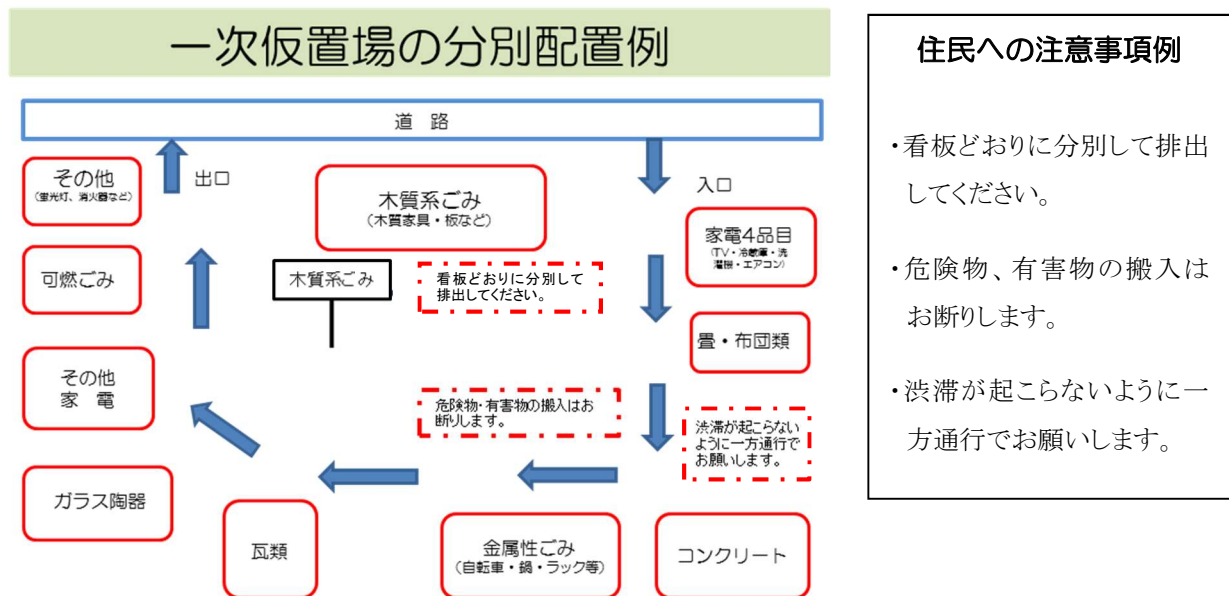 一次仮置場の分別配置例
道 路
出口
入口
その他
(蛍光灯、消火器など)
木質系ごみ
(木質家具・板など)
家電4品目
(TV・冷蔵庫・洗
濯機・エアコン)
可燃ごみ
木質系ごみ
看板どおりに分別して
排出してください。
畳・布団類
その他
家 電
危険物・有害物の搬入はお
断りします。
渋滞が起こらない
ように一方通行で
お願いします。
ガラス陶器
瓦類
金属性ごみ
(自転車・鍋・ラック等)
コンクリート
住民への注意事項例
・看板どおりに分別して排出
してください。
・危険物、有害物の搬入は
お断りします。
・渋滞が起こらないように一
方通行でお願いします。